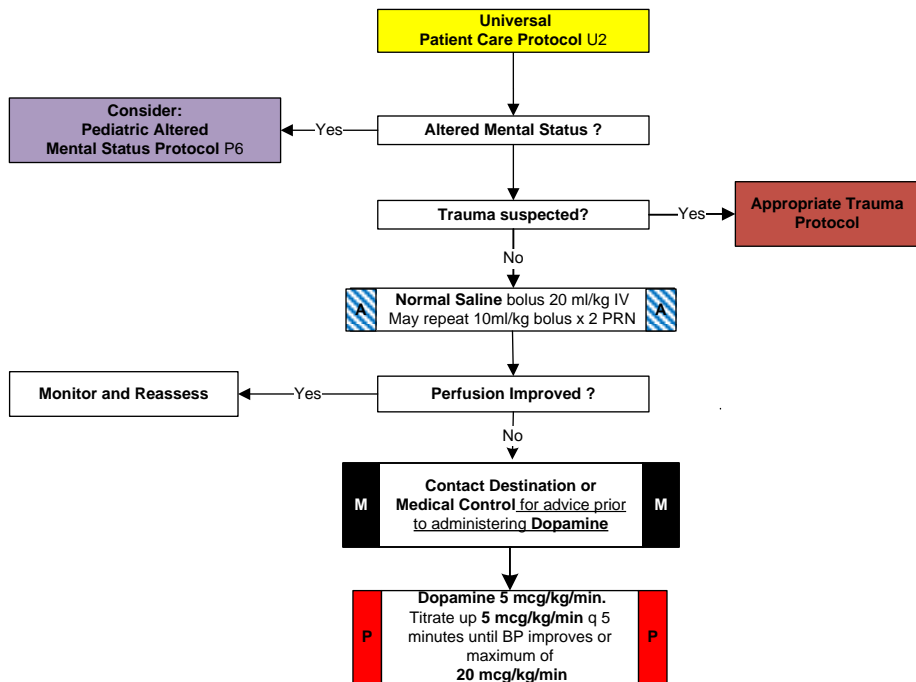 Universal
Patient Care Protocol U2
Consider:
Pediatric Altered
Mental Status Protocol P6
Yes
Altered Mental Status ?
Trauma suspected?
Yes
Appropriate Trauma
Protocol
No
A
Normal Saline bolus 20 ml/kg IV
May repeat 10ml/kg bolus x 2 PRN
A
Monitor and Reassess
Yes
Perfusion Improved ?
No
M
Contact Destination or
Medical Control for advice prior
to administering Dopamine
M
P
Dopamine 5 mcg/kg/min.
Titrate up 5 mcg/kg/min q 5
minutes until BP improves or
maximum of
20 mcg/kg/min
P